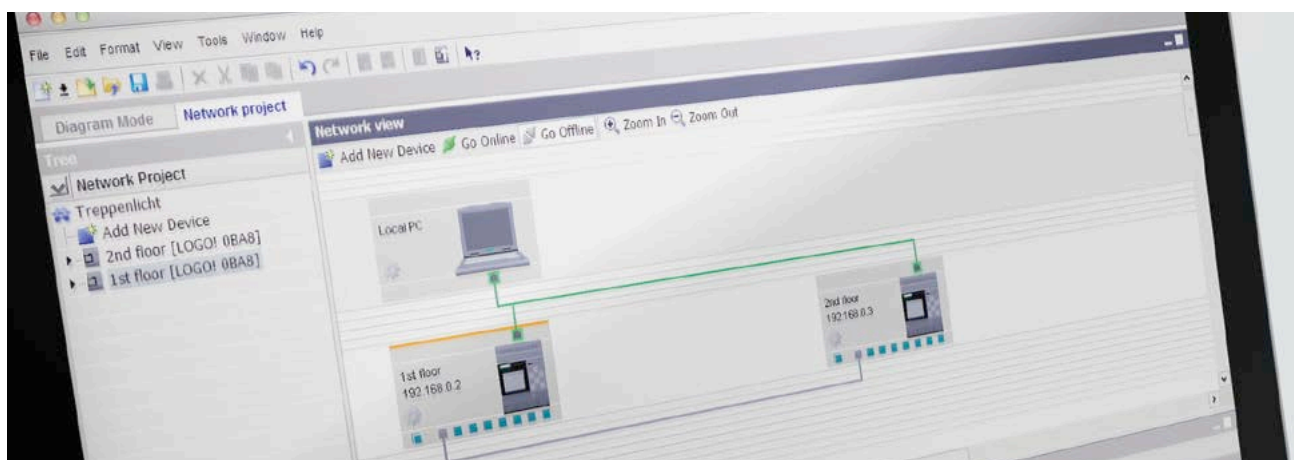 File Edit Format View Tools Window Help
Diagram Mode Network project
Tree
Network Project
Treppenlicht
Add New Device
2nd floor [LOGO! 0BA8]
1st floor [LOGO! 0BA8]
Network view
Add New Device Go Online Go Offline Zoom In Zoom Out
Local PC
1st floor
192.168.0.2
2nd floor
192.168.0.3